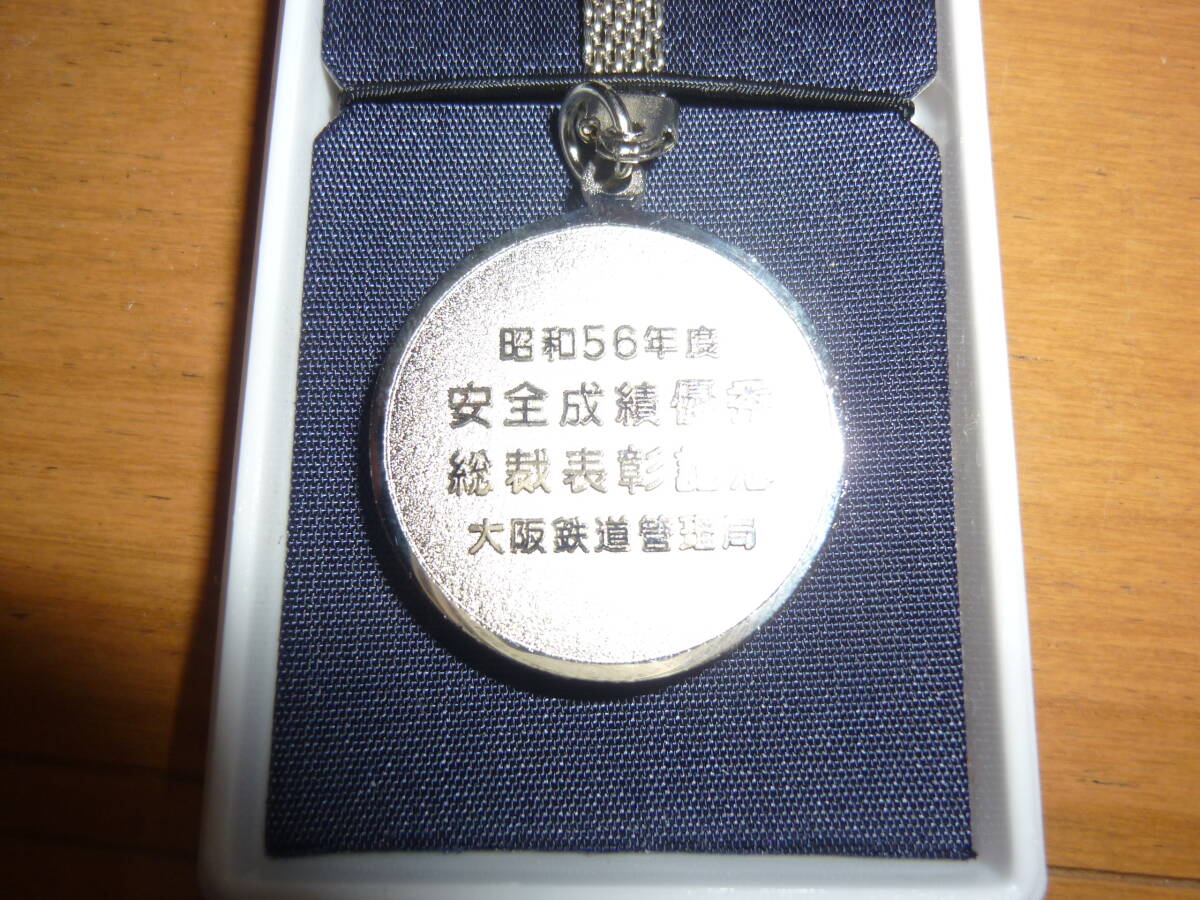 昭和56年度
安全成績優秀
総裁表彰記念
大阪鉄道管理局